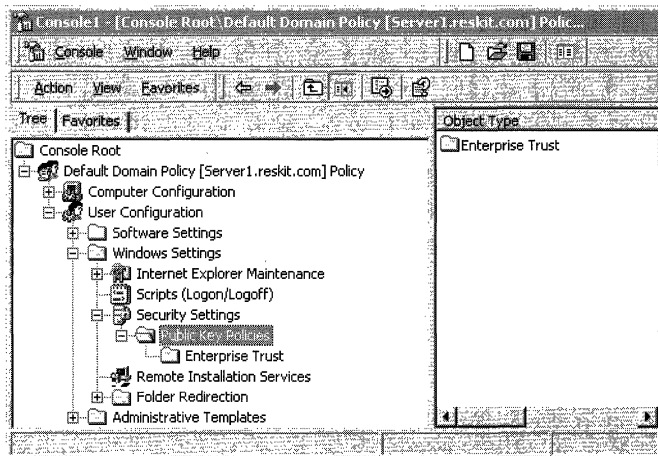 Console1 - [Console Root\Default Domain Policy [Server1.reskit.com] Polic...
Console Window Help
Action View Favorites
Tree Favorites
Object Type
Console Root
Enterprise Trust
Default Domain Policy [Server1.reskit.com] Policy
Computer Configuration
User Configuration
Software Settings
Windows Settings
Internet Explorer Maintenance
Scripts (Logon/Logoff)
Security Settings
Public Key Policies
Enterprise Trust
Remote Installation Services
Folder Redirection
Administrative Templates